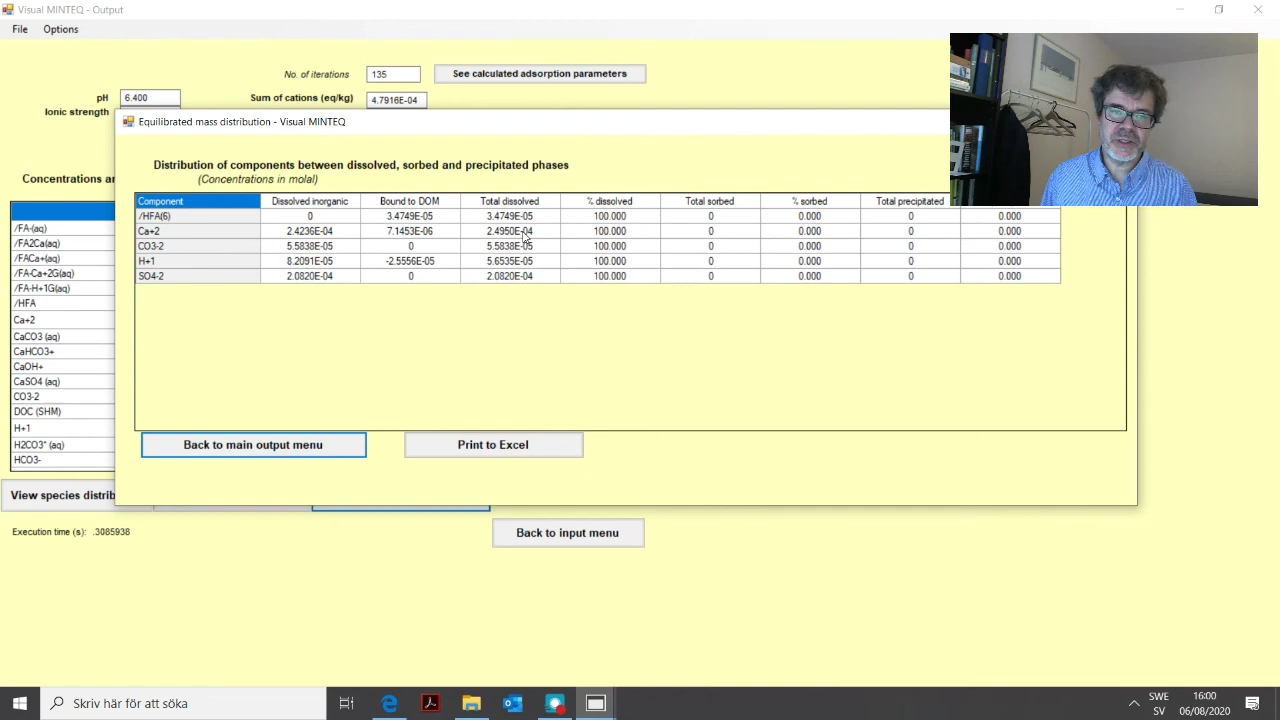 Visual MINTEQ - Output
File Options
No. of iterations 135 See calculated adsorption parameters
pH 6.400 Sum of cations (eq/kg) 4.7916E-04
Ionic strength
Equilibrated mass distribution - Visual MINTEQ
Distribution of components between dissolved, sorbed and precipitated phases
(Concentrations in molal)
Concentrations ar
Component Dissolved inorganic Bound to DOM Total dissolved % dissolved Total sorbed % sorbed Total precipitated
/HFA(6) 0 3.4749E-05 3.4749E-05 100.000 0 0.000 0 0.000
Ca+2 2.4236E-04 7.1453E-06 2.4950E-04 100.000 0 0.000 0 0.000
CO3-2 5.5838E-05 0 5.5838E-05 100.000 0 0.000 0 0.000
H+1 8.2091E-05 -2.5556E-05 5.6535E-05 100.000 0 0.000 0 0.000
SO4-2 2.0820E-04 0 2.0820E-04 100.000 0 0.000 0 0.000
/FA-(aq)
/FA2Ca(aq)
/FACa+(aq)
/FA-Ca+2G(aq)
/FA-H+1G(aq)
/HFA
Ca+2
CaCO3 (aq)
CaHCO3+
CaOH+
CaSO4 (aq)
CO3-2
DOC (SHM)
H+1
H2CO3* (aq)
HCO3-
Back to main output menu Print to Excel
View species distrib
Execution time (s): .3085938
Back to input menu
Skriv här för att söka
SWE 16:00
SV 06/08/2020